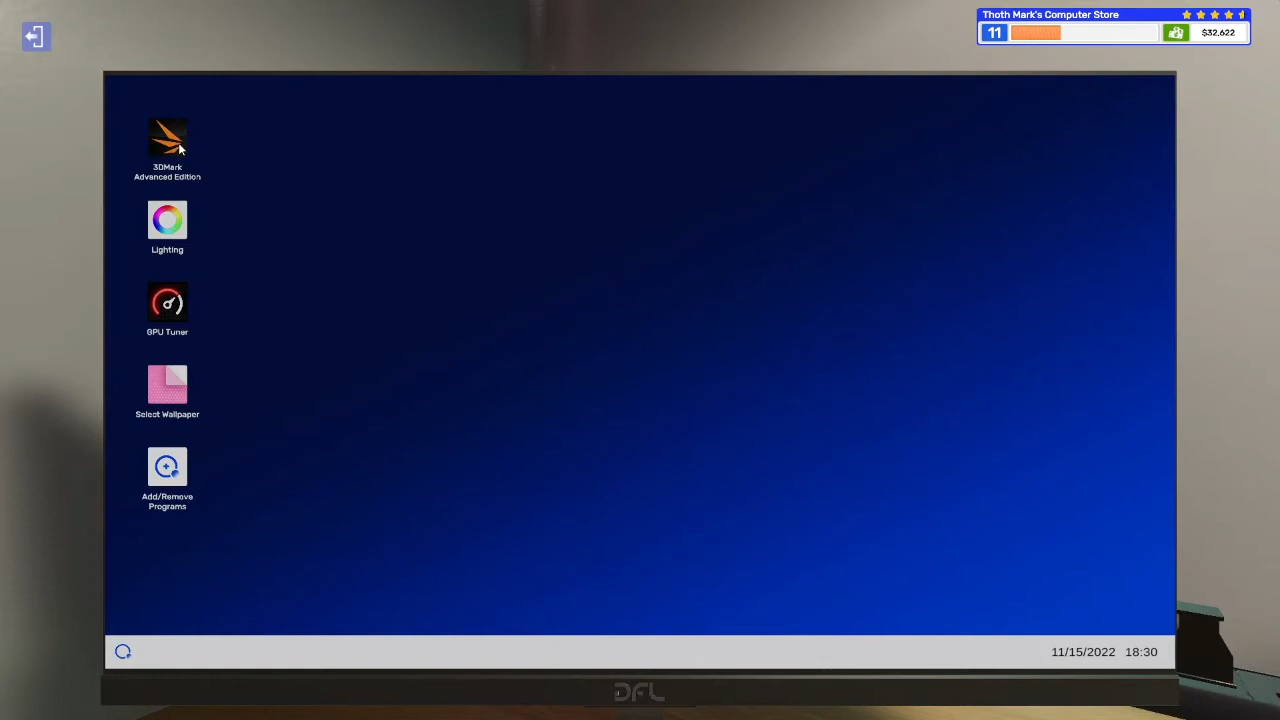 Thoth Mark's Computer Store
11
$32,622
3DMark
Advanced Edition
Lighting
GPU Tuner
Select Wallpaper
Add/Remove
Programs
11/15/2022 18:30
DFL